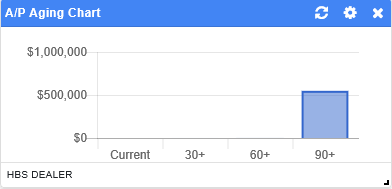 A/P Aging Chart
$1,000,000
$500,000
$0
Current 30+ 60+ 90+
HBS DEALER